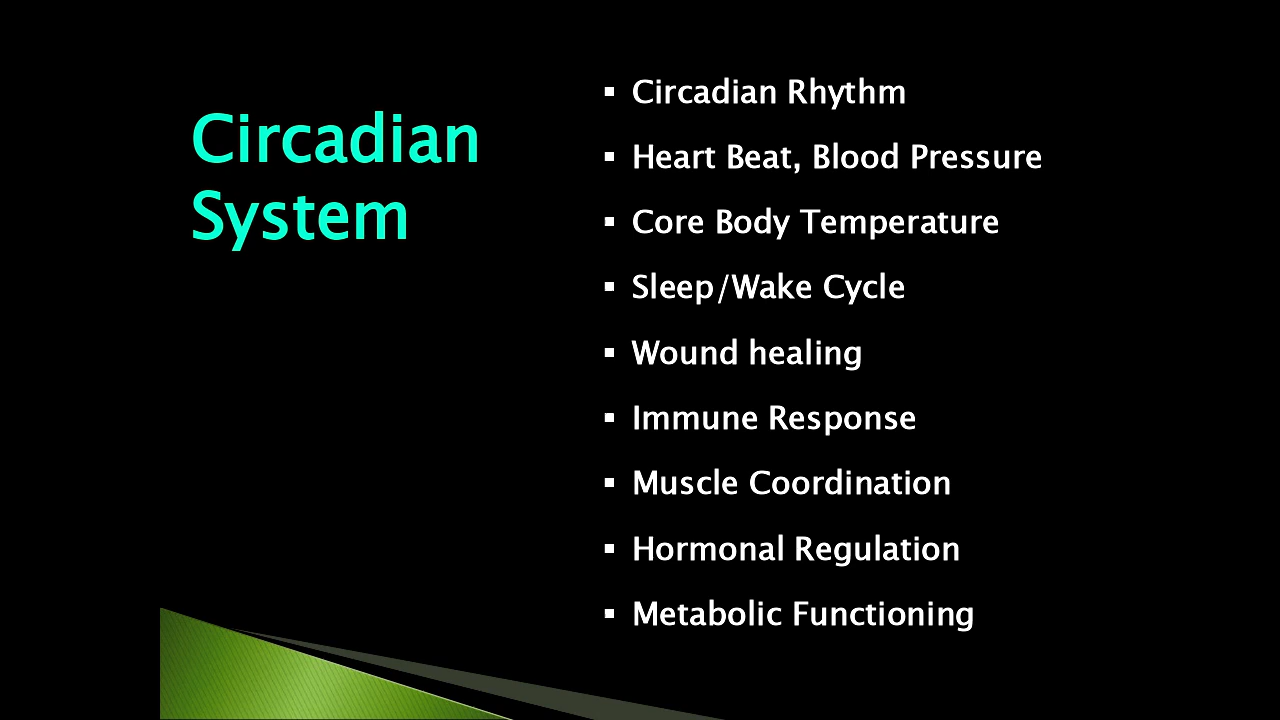 Circadian
System
▪ Circadian Rhythm
▪ Heart Beat, Blood Pressure
▪ Core Body Temperature
▪ Sleep/Wake Cycle
▪ Wound healing
▪ Immune Response
▪ Muscle Coordination
▪ Hormonal Regulation
▪ Metabolic Functioning